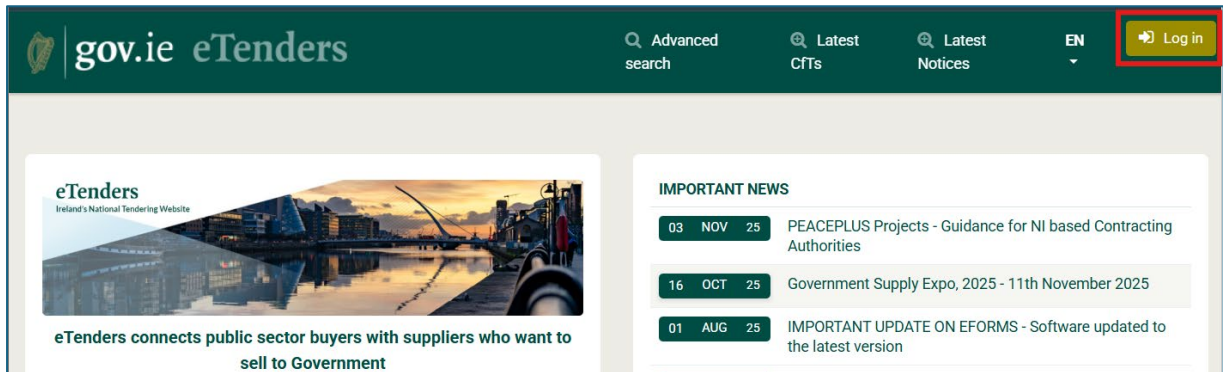 gov.ie eTenders
Advanced
search
Latest
CfTs
Latest
Notices
EN
Log in
eTenders
Ireland's National Tendering Website
eTenders connects public sector buyers with suppliers who want to
sell to Government
IMPORTANT NEWS
03 NOV 25
PEACEPLUS Projects - Guidance for NI based Contracting
Authorities
16 OCT 25
Government Supply Expo, 2025 - 11th November 2025
01 AUG 25
IMPORTANT UPDATE ON EFORMS - Software updated to
the latest version